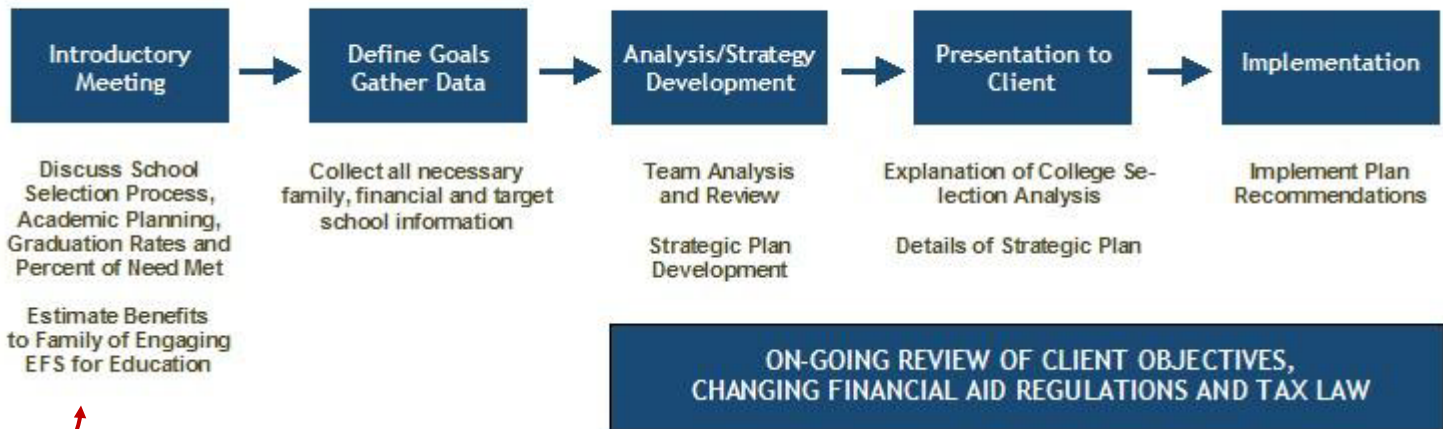 Introductory
Meeting
Define Goals
Gather Data
Analysis/Strategy
Development
Presentation to
Client
Implementation
Discuss School
Selection Process,
Academic Planning,
Graduation Rates and
Percent of Need Met
Estimate Benefits
to Family of Engaging
EFS for Education
Collect all necessary
family, financial and target
school information
Team Analysis
and Review
Strategic Plan
Development
Explanation of College Se-
lection Analysis
Details of Strategic Plan
Implement Plan
Recommendations
ON-GOING REVIEW OF CLIENT OBJECTIVES,
CHANGING FINANCIAL AID REGULATIONS AND TAX LAW